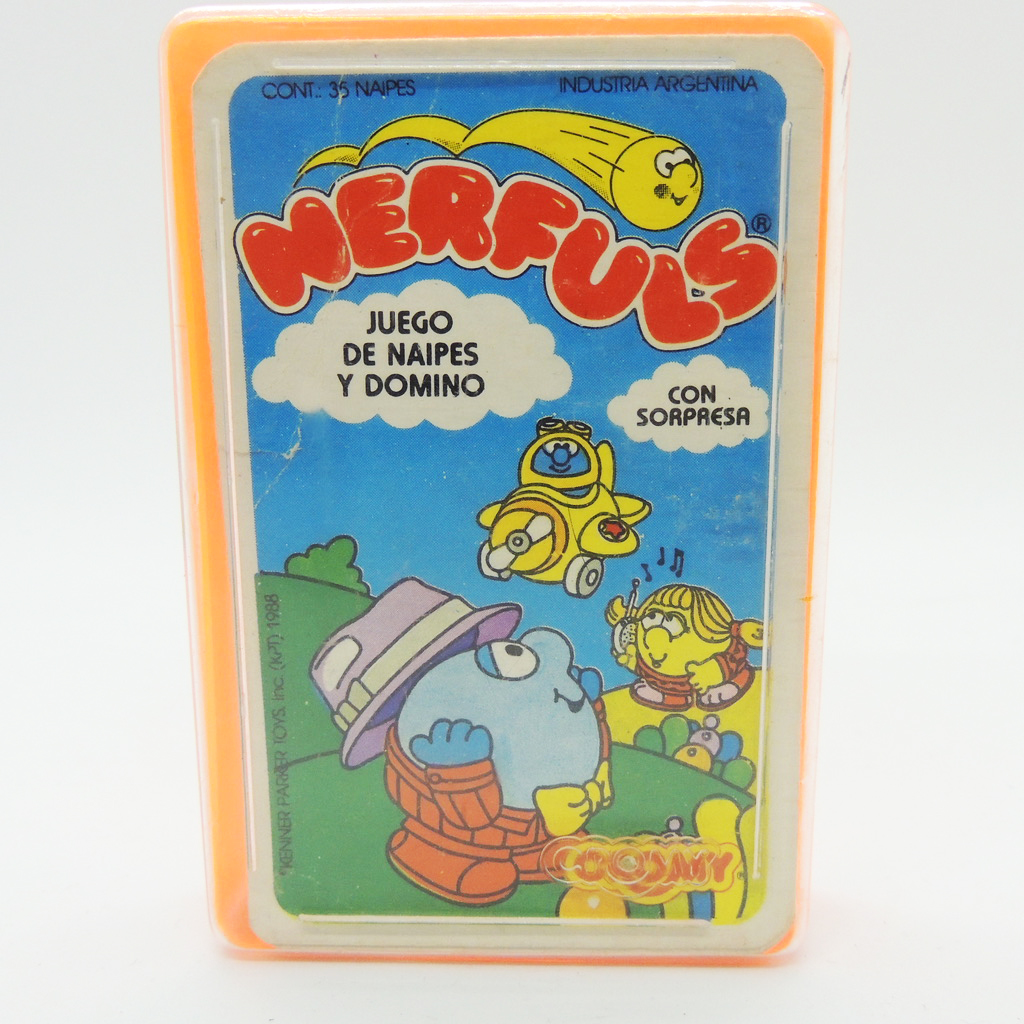 CONT.: 35 NAIPES
INDUSTRIA ARGENTINA
NERFULS®
JUEGO
DE NAIPES
Y DOMINO
CON
SORPRESA
*KENNER PARKER TOYS. Inc. (KPT) 1988